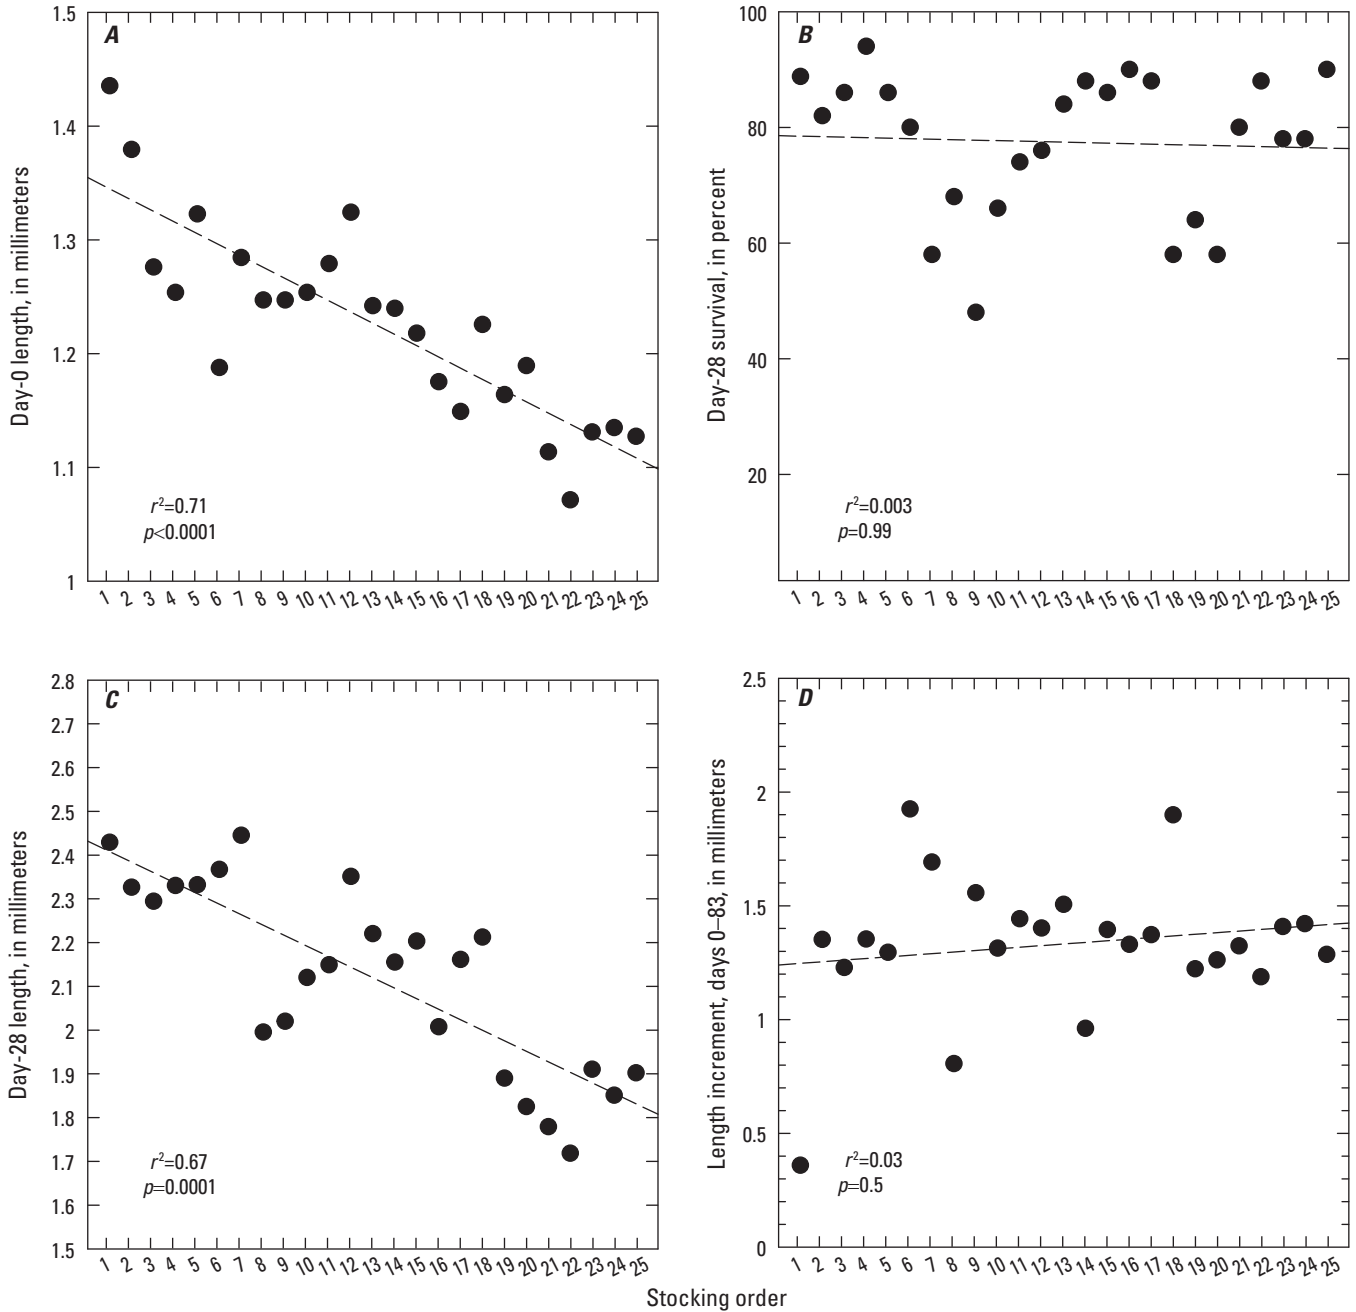 A
Day-0 length, in millimeters
1.5
1.4
1.3
1.2
1.1
1
r²=0.71
p<0.0001
1 2 3 4 5 6 7 8 9 10 11 12 13 14 15 16 17 18 19 20 21 22 23 24 25
B
Day-28 survival, in percent
100
80
60
40
20
r²=0.003
p=0.99
1 2 3 4 5 6 7 8 9 10 11 12 13 14 15 16 17 18 19 20 21 22 23 24 25
C
Day-28 length, in millimeters
2.8
2.7
2.6
2.5
2.4
2.3
2.2
2.1
2
1.9
1.8
1.7
1.6
1.5
r²=0.67
p=0.0001
1 2 3 4 5 6 7 8 9 10 11 12 13 14 15 16 17 18 19 20 21 22 23 24 25
D
Length increment, days 0–83, in millimeters
2.5
2
1.5
1
0.5
0
r²=0.03
p=0.5
1 2 3 4 5 6 7 8 9 10 11 12 13 14 15 16 17 18 19 20 21 22 23 24 25
Stocking order